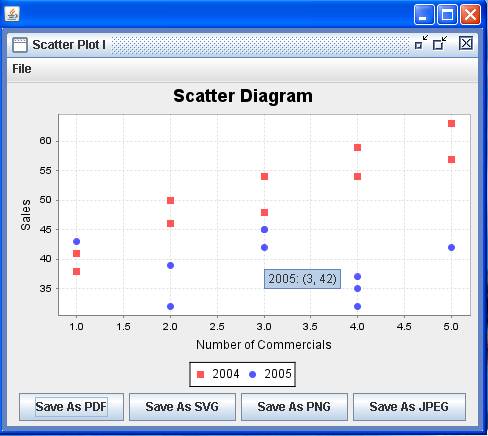 Scatter Plot I
File
Scatter Diagram
60
55
50
45
40
35
Sales
2005: (3, 42)
1.0 1.5 2.0 2.5 3.0 3.5 4.0 4.5 5.0
Number of Commercials
2004 2005
Save As PDF Save As SVG Save As PNG Save As JPEG